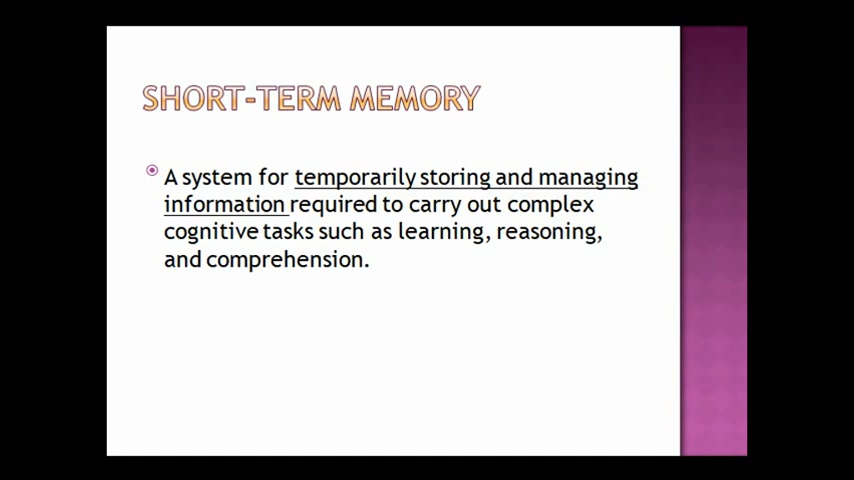 SHORT-TERM MEMORY
A system for temporarily storing and managing
information required to carry out complex
cognitive tasks such as learning, reasoning,
and comprehension.